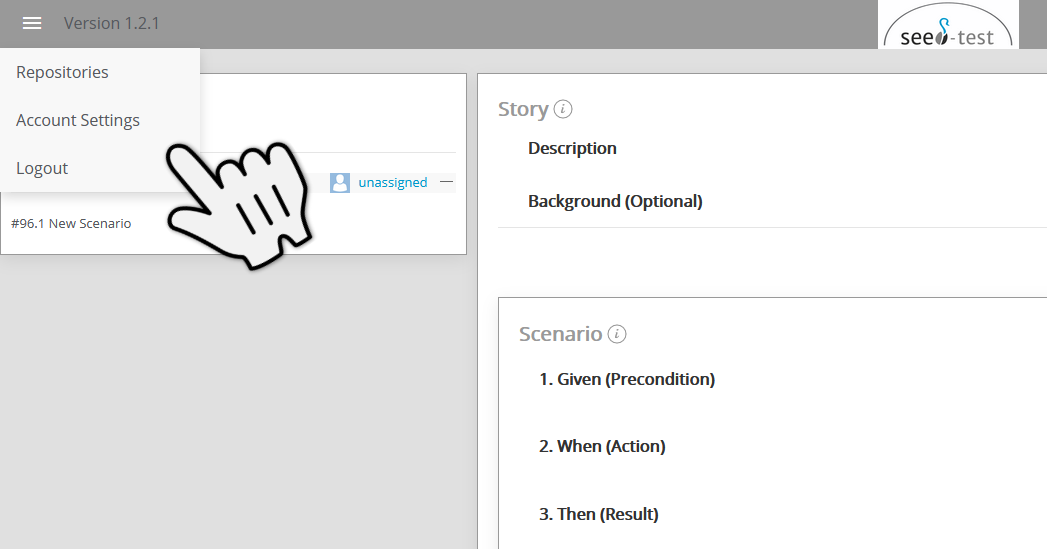 Version 1.2.1
seed-test
Repositories
Account Settings
Logout
unassigned
#96.1 New Scenario
Story
Description
Background (Optional)
Scenario
1. Given (Precondition)
2. When (Action)
3. Then (Result)